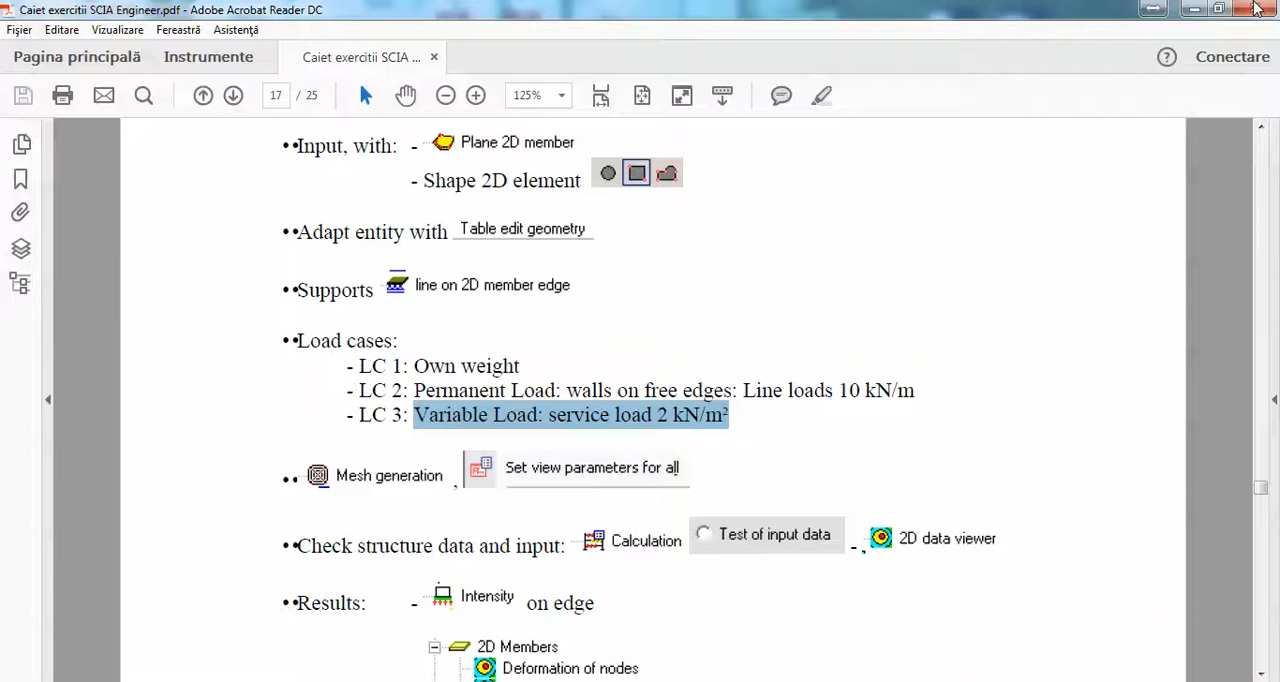 Caiet exercitii SCIA Engineer.pdf - Adobe Acrobat Reader DC
Fișier Editare Vizualizare Fereastră Asistență
Pagina principală Instrumente Caiet exercitii SCIA ... ×
? Conectare
17 / 25 125%
••Input, with: - Plane 2D member
- Shape 2D element
••Adapt entity with Table edit geometry
••Supports line on 2D member edge
••Load cases:
- LC 1: Own weight
- LC 2: Permanent Load: walls on free edges: Line loads 10 kN/m
- LC 3: Variable Load: service load 2 kN/m²
•• Mesh generation , Set view parameters for all
••Check structure data and input: Calculation Test of input data - , 2D data viewer
••Results: - Intensity on edge
2D Members
Deformation of nodes